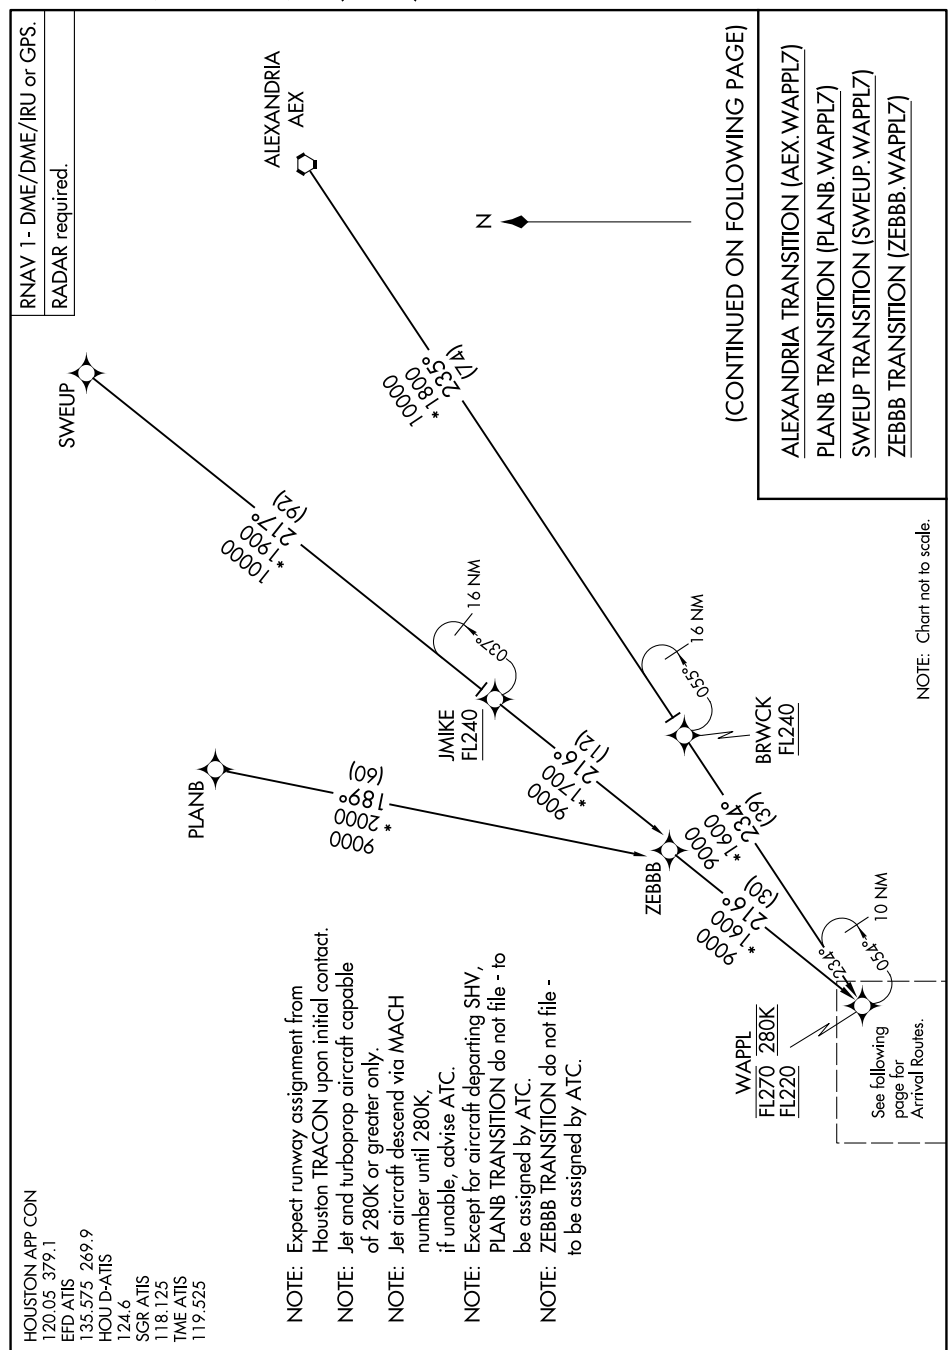 HOUSTON APP CON
120.05 379.1
EFD ATIS
135.575 269.9
HOU D-ATIS
124.6
SGR ATIS
118.125
TME ATIS
119.525
RNAV 1- DME/DME/IRU or GPS.
RADAR required.
NOTE: Expect runway assignment from
Houston TRACON upon initial contact.
NOTE: Jet and turboprop aircraft capable
of 280K or greater only.
NOTE: Jet aircraft descend via MACH
number until 280K,
if unable, advise ATC.
NOTE: Except for aircraft departing SHV,
PLANB TRANSITION do not file - to
be assigned by ATC.
NOTE: ZEBBB TRANSITION do not file -
to be assigned by ATC.
SWEUP
10000
*1900
217°
(92)
ALEXANDRIA
AEX
10000
*1800
235°
(74)
N
PLANB
9000
*2000
189°
(60)
JMIKE
FL240
037°
16 NM
9000
*1700
216°
(12)
ZEBBB
9000
*1600
216°
(30)
BRWCK
FL240
055°
16 NM
9000
*1600
234°
(39)
WAPPL
FL270 280K
FL220
234°
054°
10 NM
See following
page for
Arrival Routes.
NOTE: Chart not to scale.
(CONTINUED ON FOLLOWING PAGE)
ALEXANDRIA TRANSITION (AEX.WAPPL7)
PLANB TRANSITION (PLANB.WAPPL7)
SWEUP TRANSITION (SWEUP.WAPPL7)
ZEBBB TRANSITION (ZEBBB.WAPPL7)